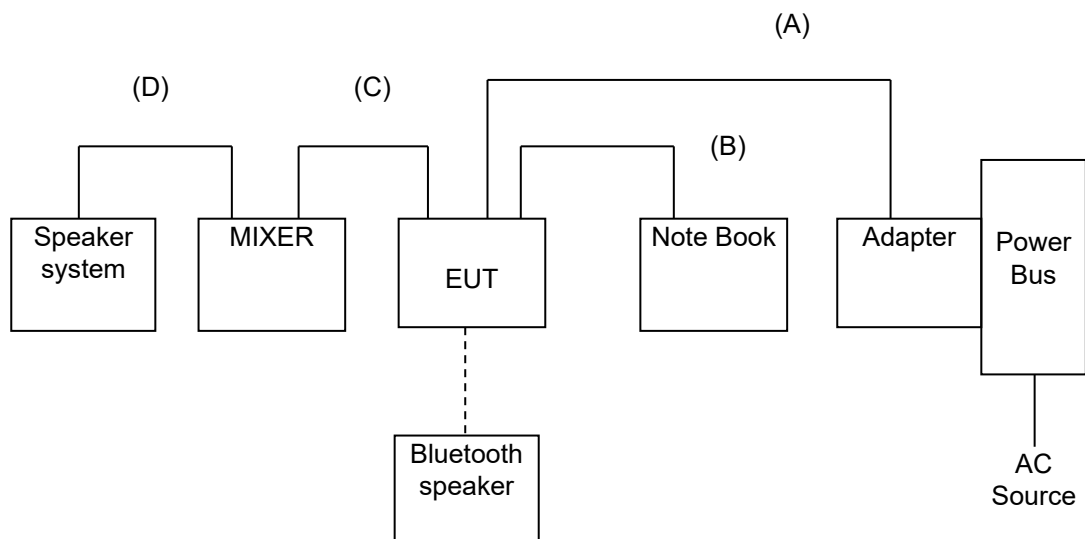 (A)
(D)
(C)
(B)
Speaker
system
MIXER
EUT
Note Book
Adapter
Power
Bus
Bluetooth
speaker
AC
Source